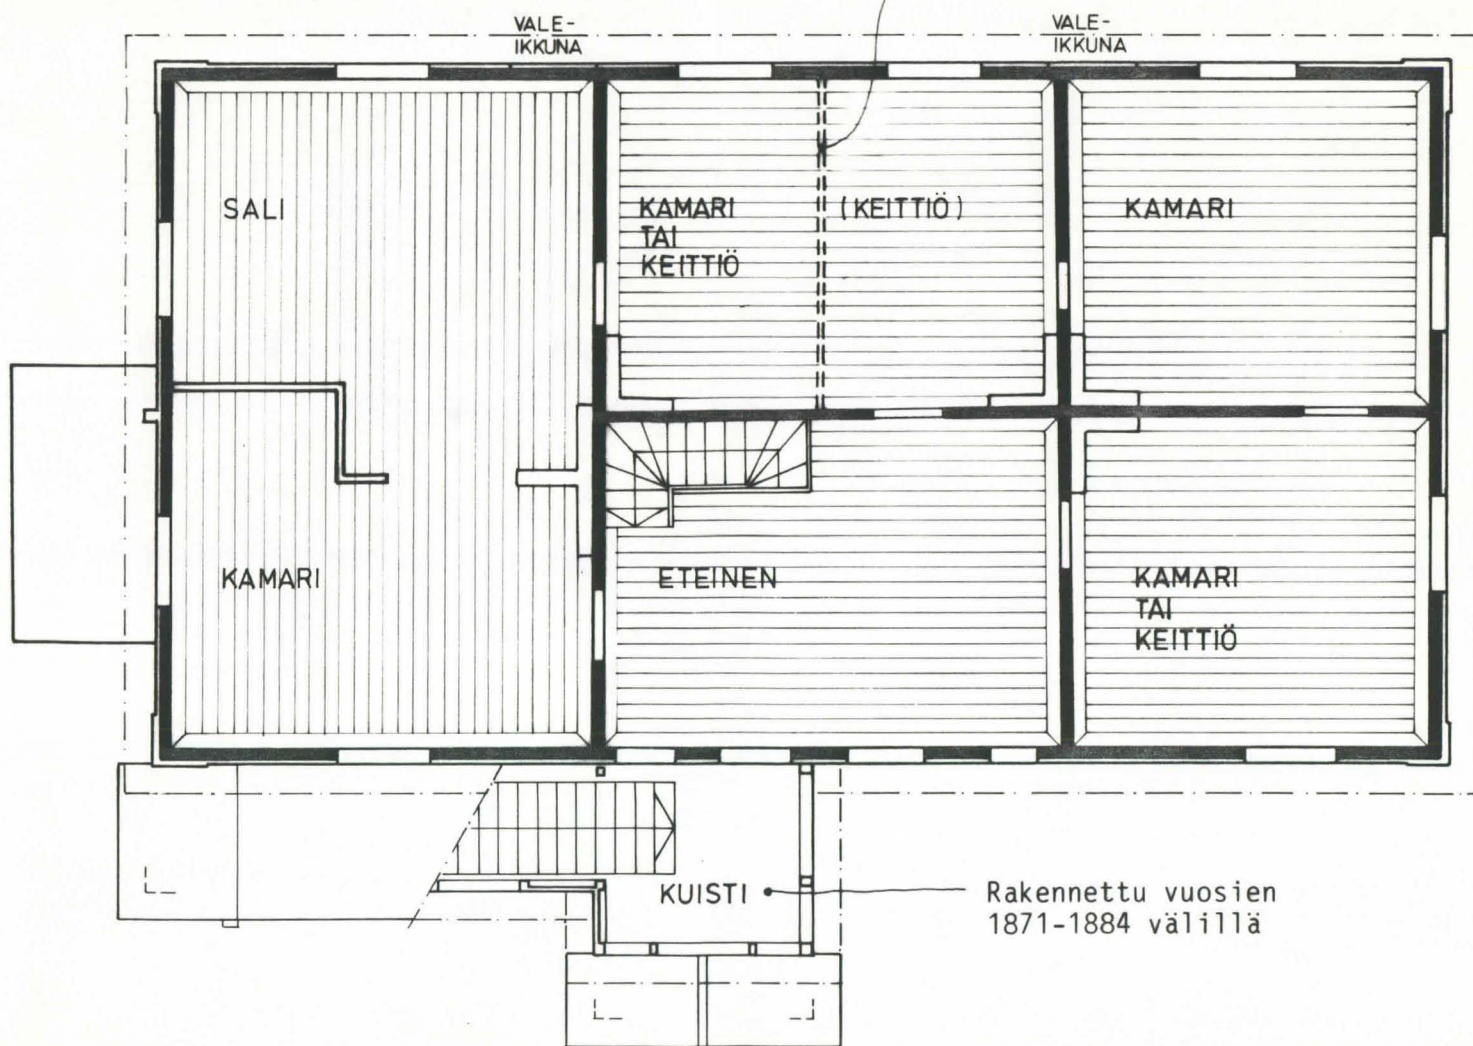 VALE-
IKKUNA
VALE-
IKKUNA
SALI
KAMARI
TAI
KEITTIÖ
(KEITTIÖ)
KAMARI
KAMARI
ETEINEN
KAMARI
TAI
KEITTIÖ
KUISTI
Rakennettu vuosien
1871-1884 välillä